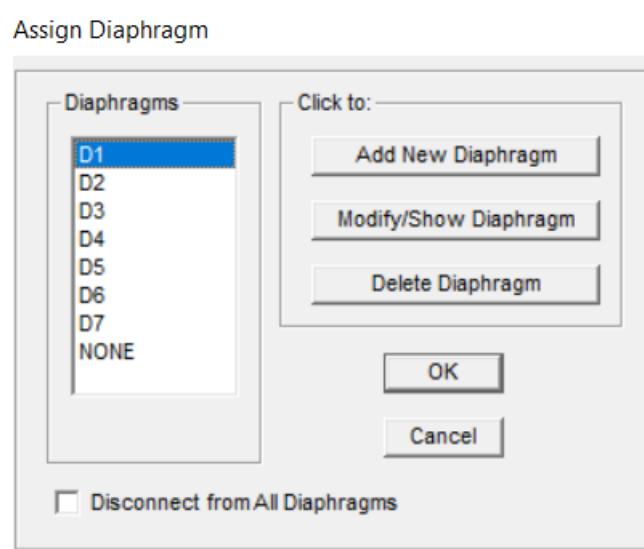 Assign Diaphragm
Diaphragms
D1
D2
D3
D4
D5
D6
D7
NONE
Click to:
Add New Diaphragm
Modify/Show Diaphragm
Delete Diaphragm
OK
Cancel
Disconnect from All Diaphragms